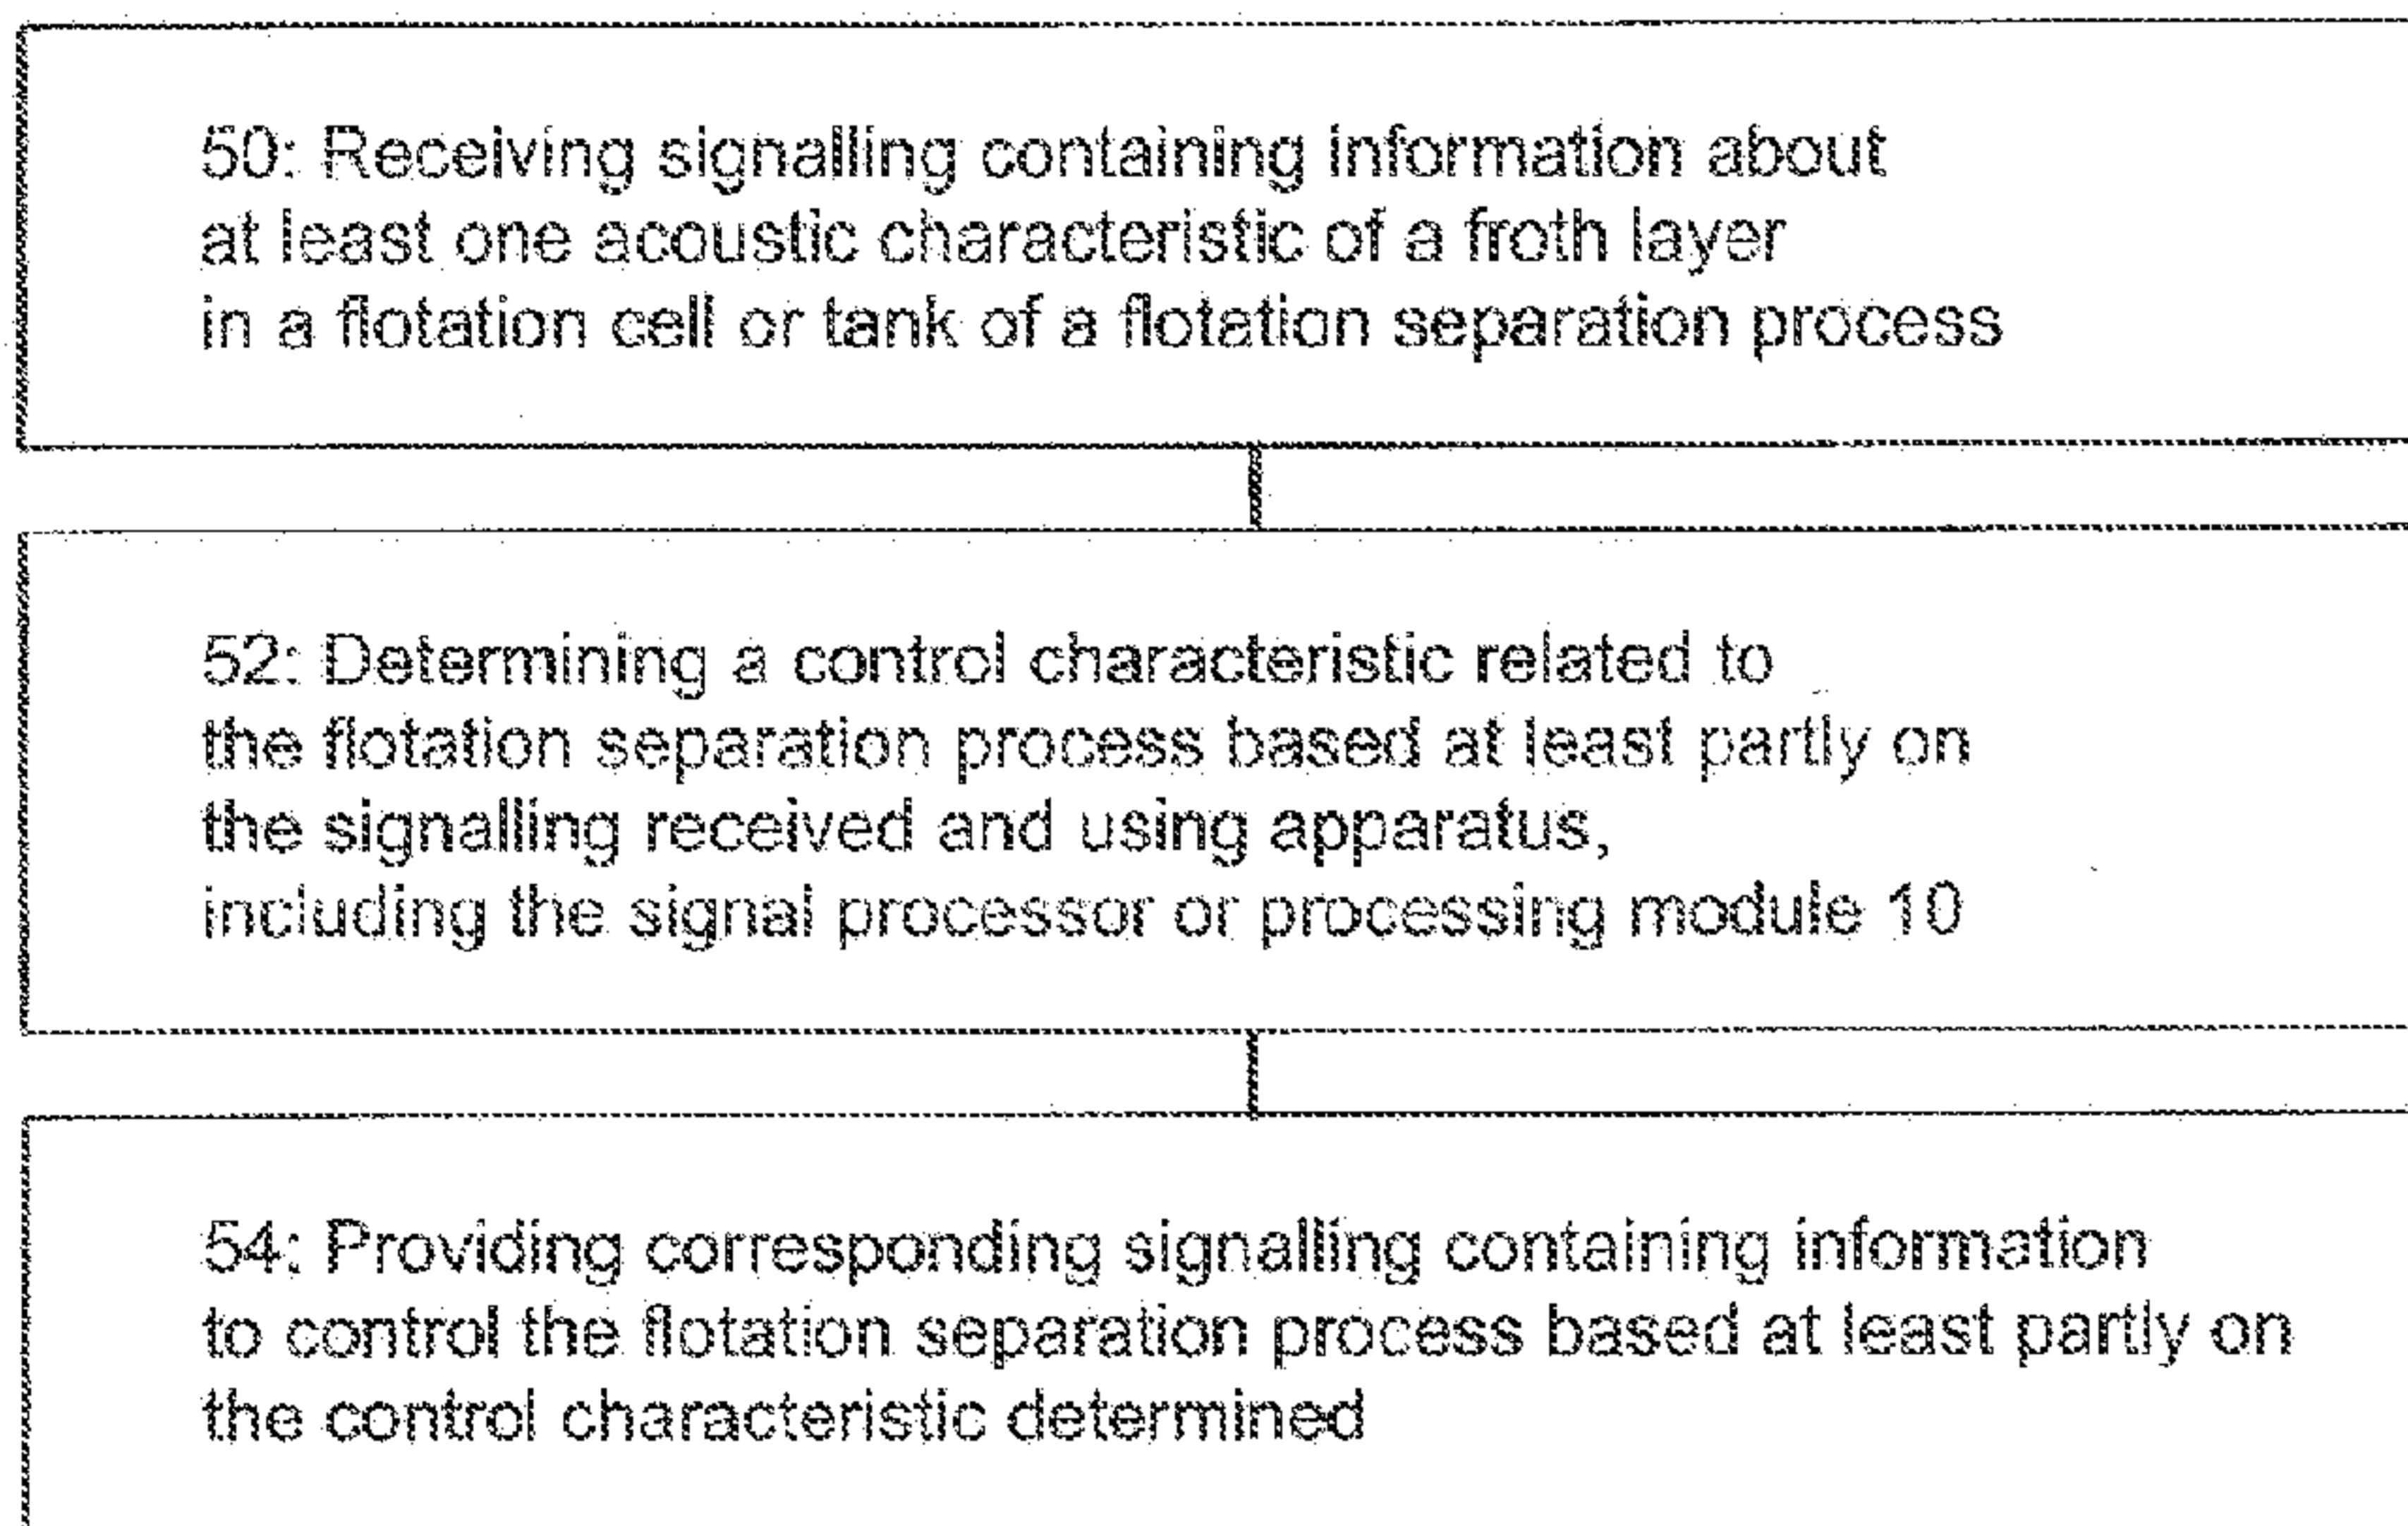 50: Receiving signalling containing information about
at least one acoustic characteristic of a froth layer
in a flotation cell or tank of a flotation separation process
52: Determining a control characteristic related to
the flotation separation process based at least partly on
the signalling received and using apparatus,
including the signal processor or processing module 10
54: Providing corresponding signalling containing information
to control the flotation separation process based at least partly on
the control characteristic determined